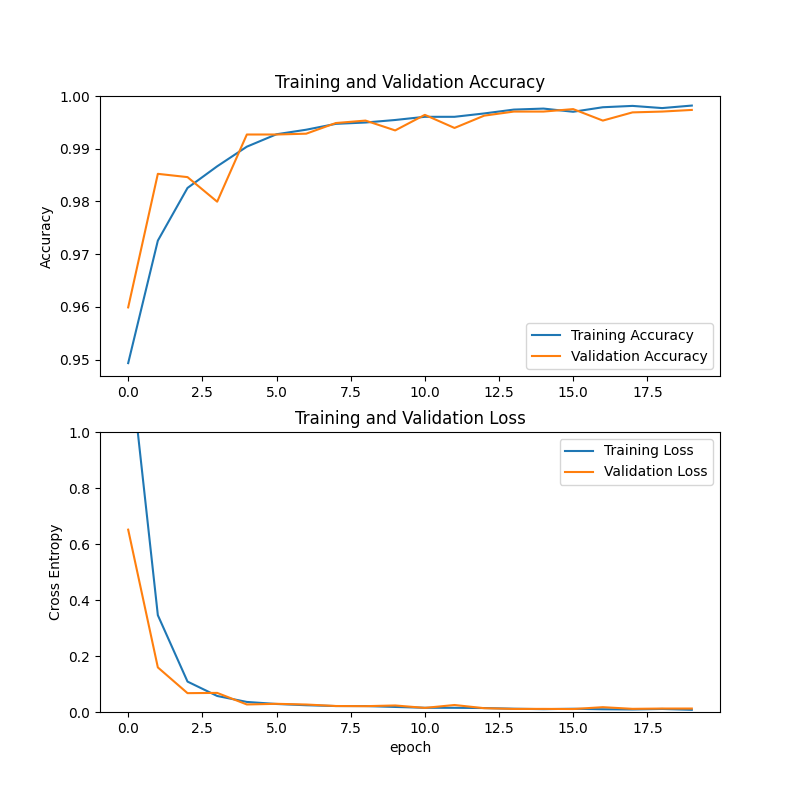 Training and Validation Accuracy
1.00
0.99
0.98
0.97
0.96
0.95
Accuracy
Training Accuracy
Validation Accuracy
0.0 2.5 5.0 7.5 10.0 12.5 15.0 17.5
Training and Validation Loss
1.0
0.8
0.6
0.4
0.2
0.0
Cross Entropy
Training Loss
Validation Loss
0.0 2.5 5.0 7.5 10.0 12.5 15.0 17.5
epoch